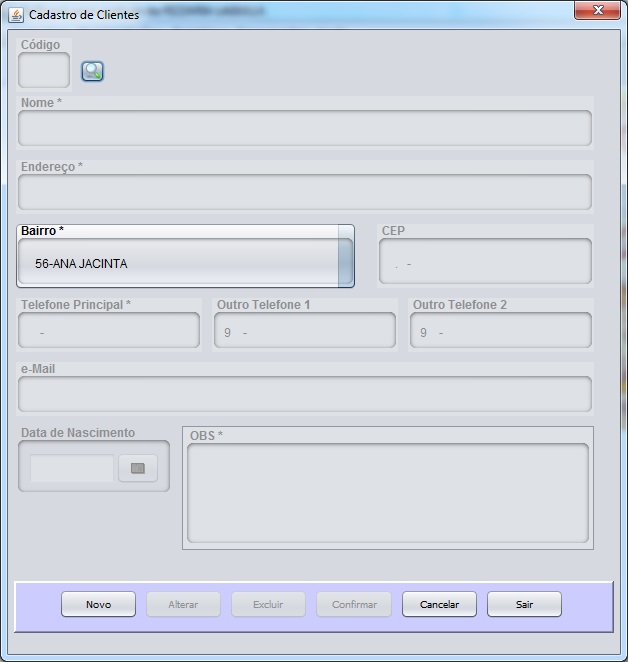 Cadastro de Clientes
Código
Nome *
Endereço *
Bairro *
CEP
56-ANA JACINTA
. -
Telefone Principal *
Outro Telefone 1
Outro Telefone 2
-
9 -
9 -
e-Mail
Data de Nascimento
OBS *
Novo
Alterar
Excluir
Confirmar
Cancelar
Sair